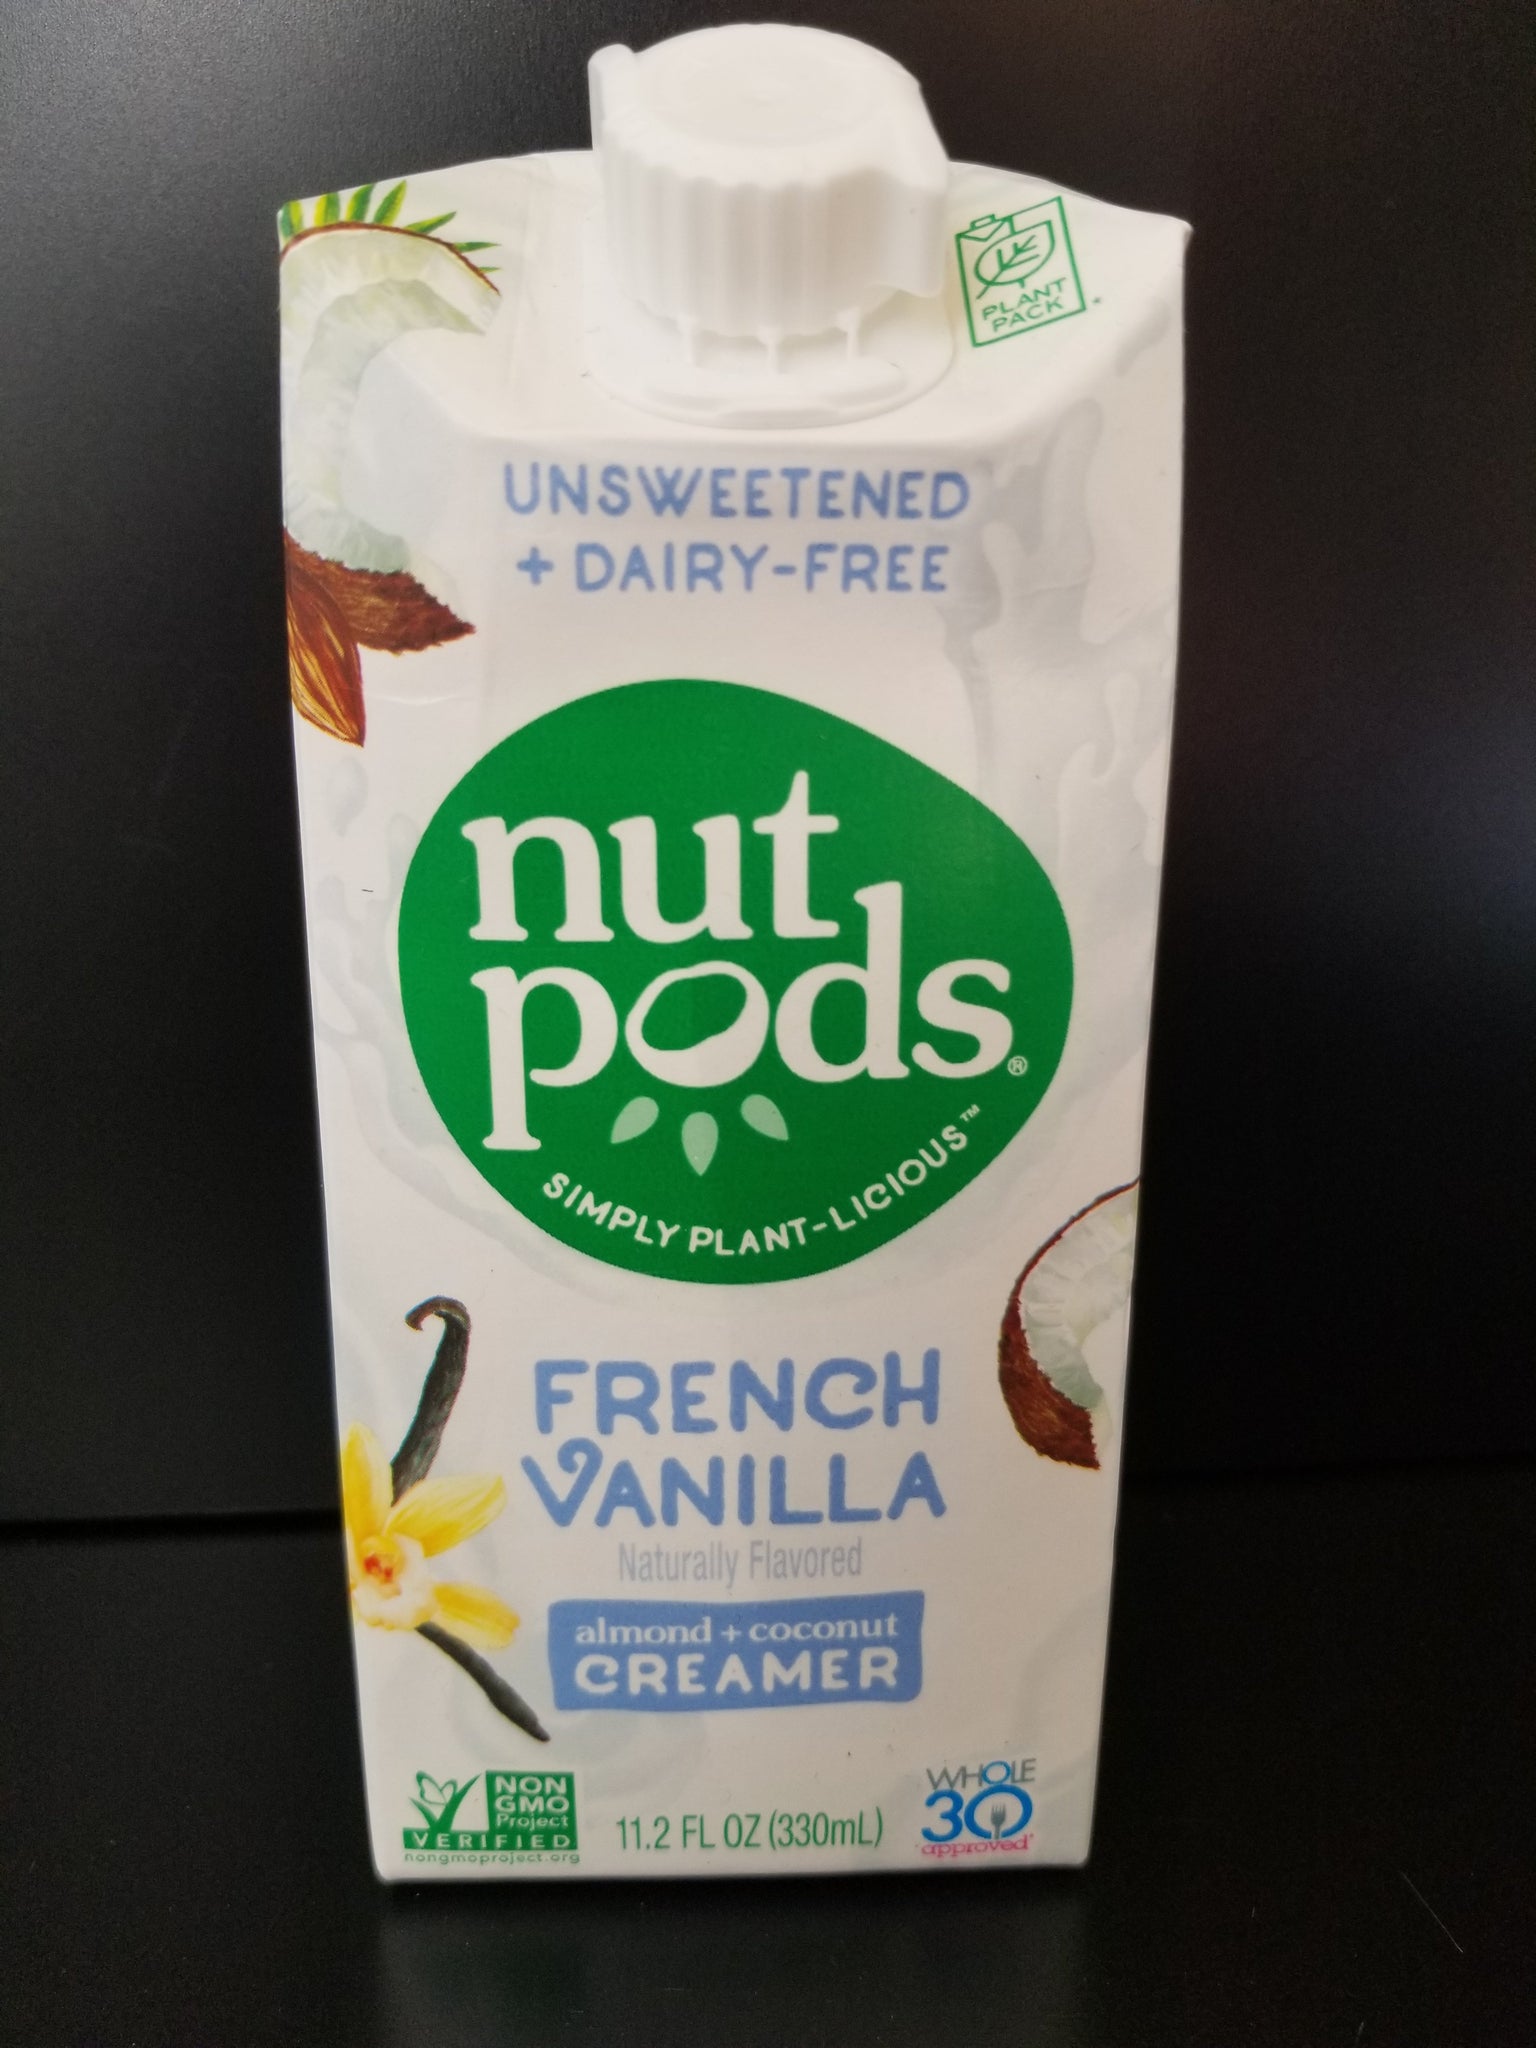 PLANT
PACK*
UNSWEETENED
+ DAIRY-FREE
nut
pods®
SIMPLY PLANT-LICIOUS™
FRENCH
VANILLA
Naturally Flavored
almond + coconut
CREAMER
NON
GMO
Project
VERIFIED
nongmoproject.org
11.2 FL OZ (330mL)
WHOLE
30
approved®